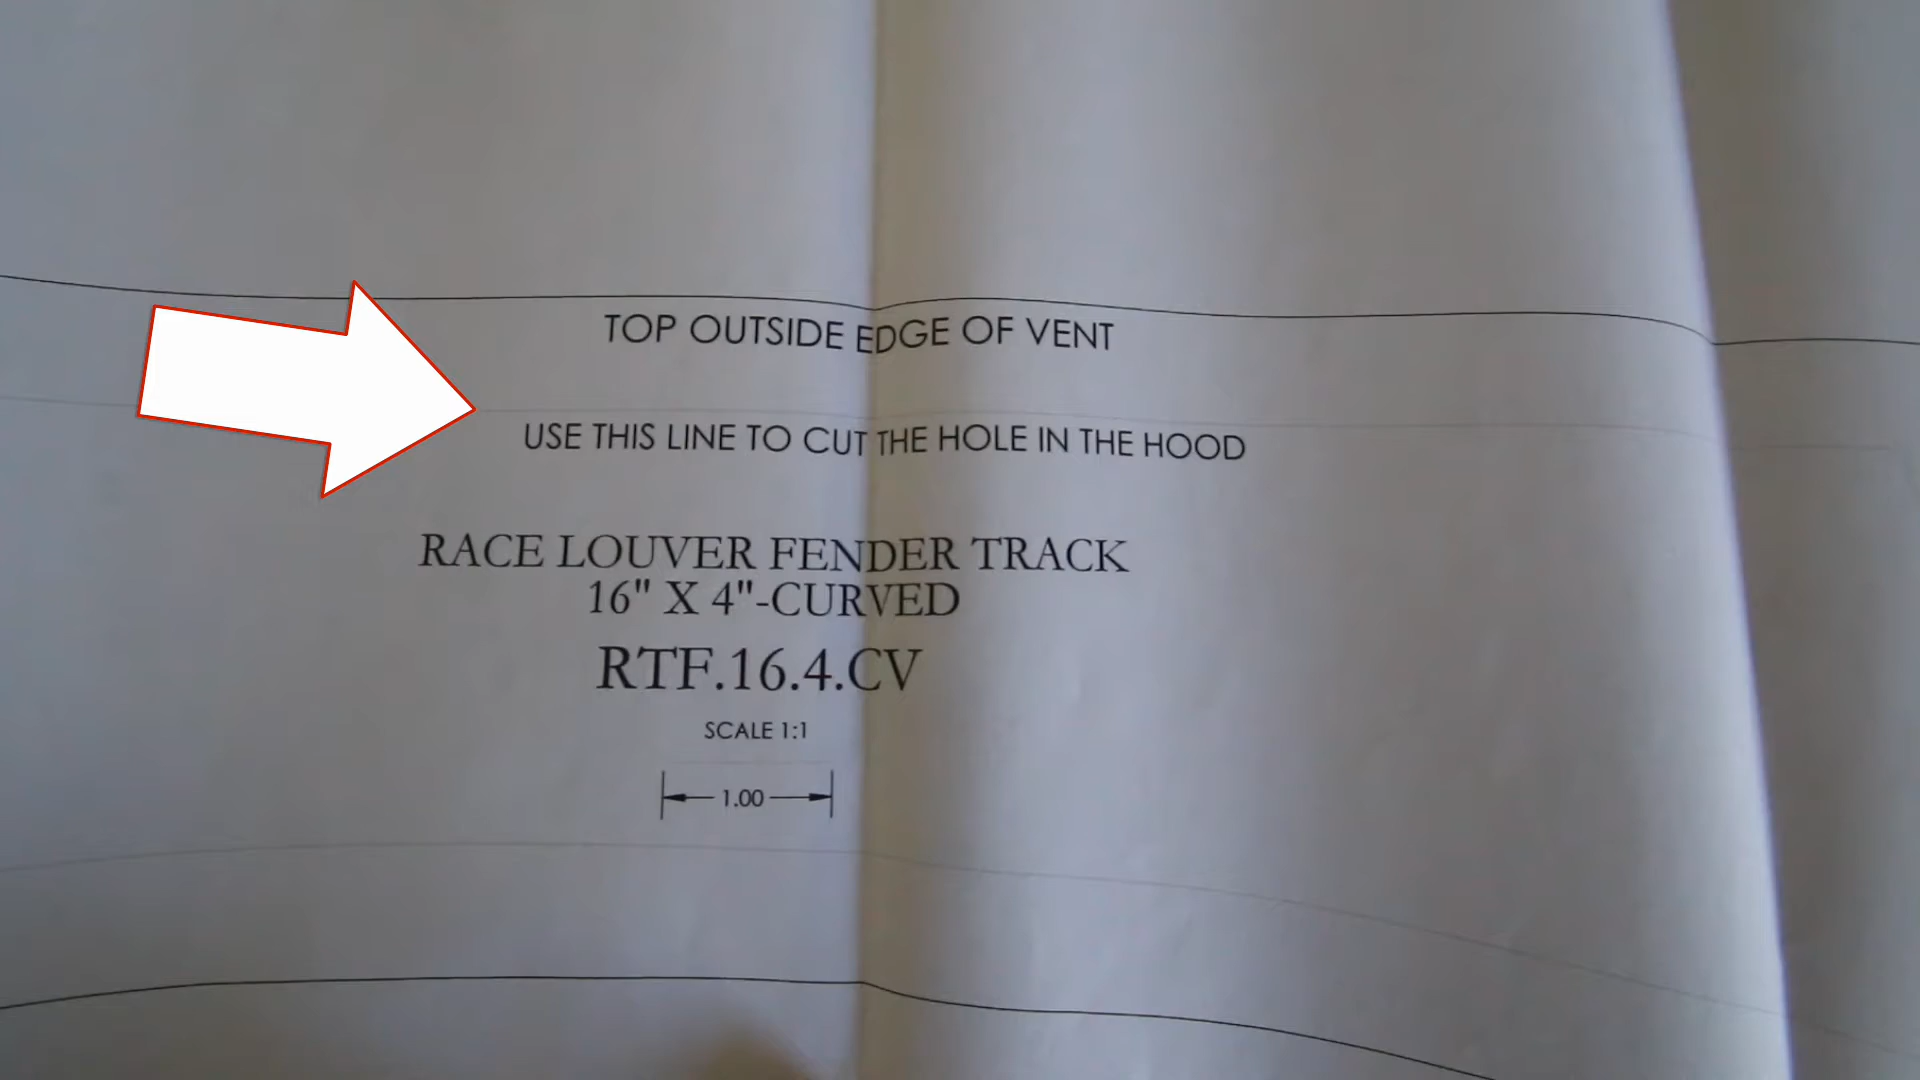 TOP OUTSIDE EDGE OF VENT
USE THIS LINE TO CUT THE HOLE IN THE HOOD
RACE LOUVER FENDER TRACK
16" X 4"-CURVED
RTF.16.4.CV
SCALE 1:1
1.00